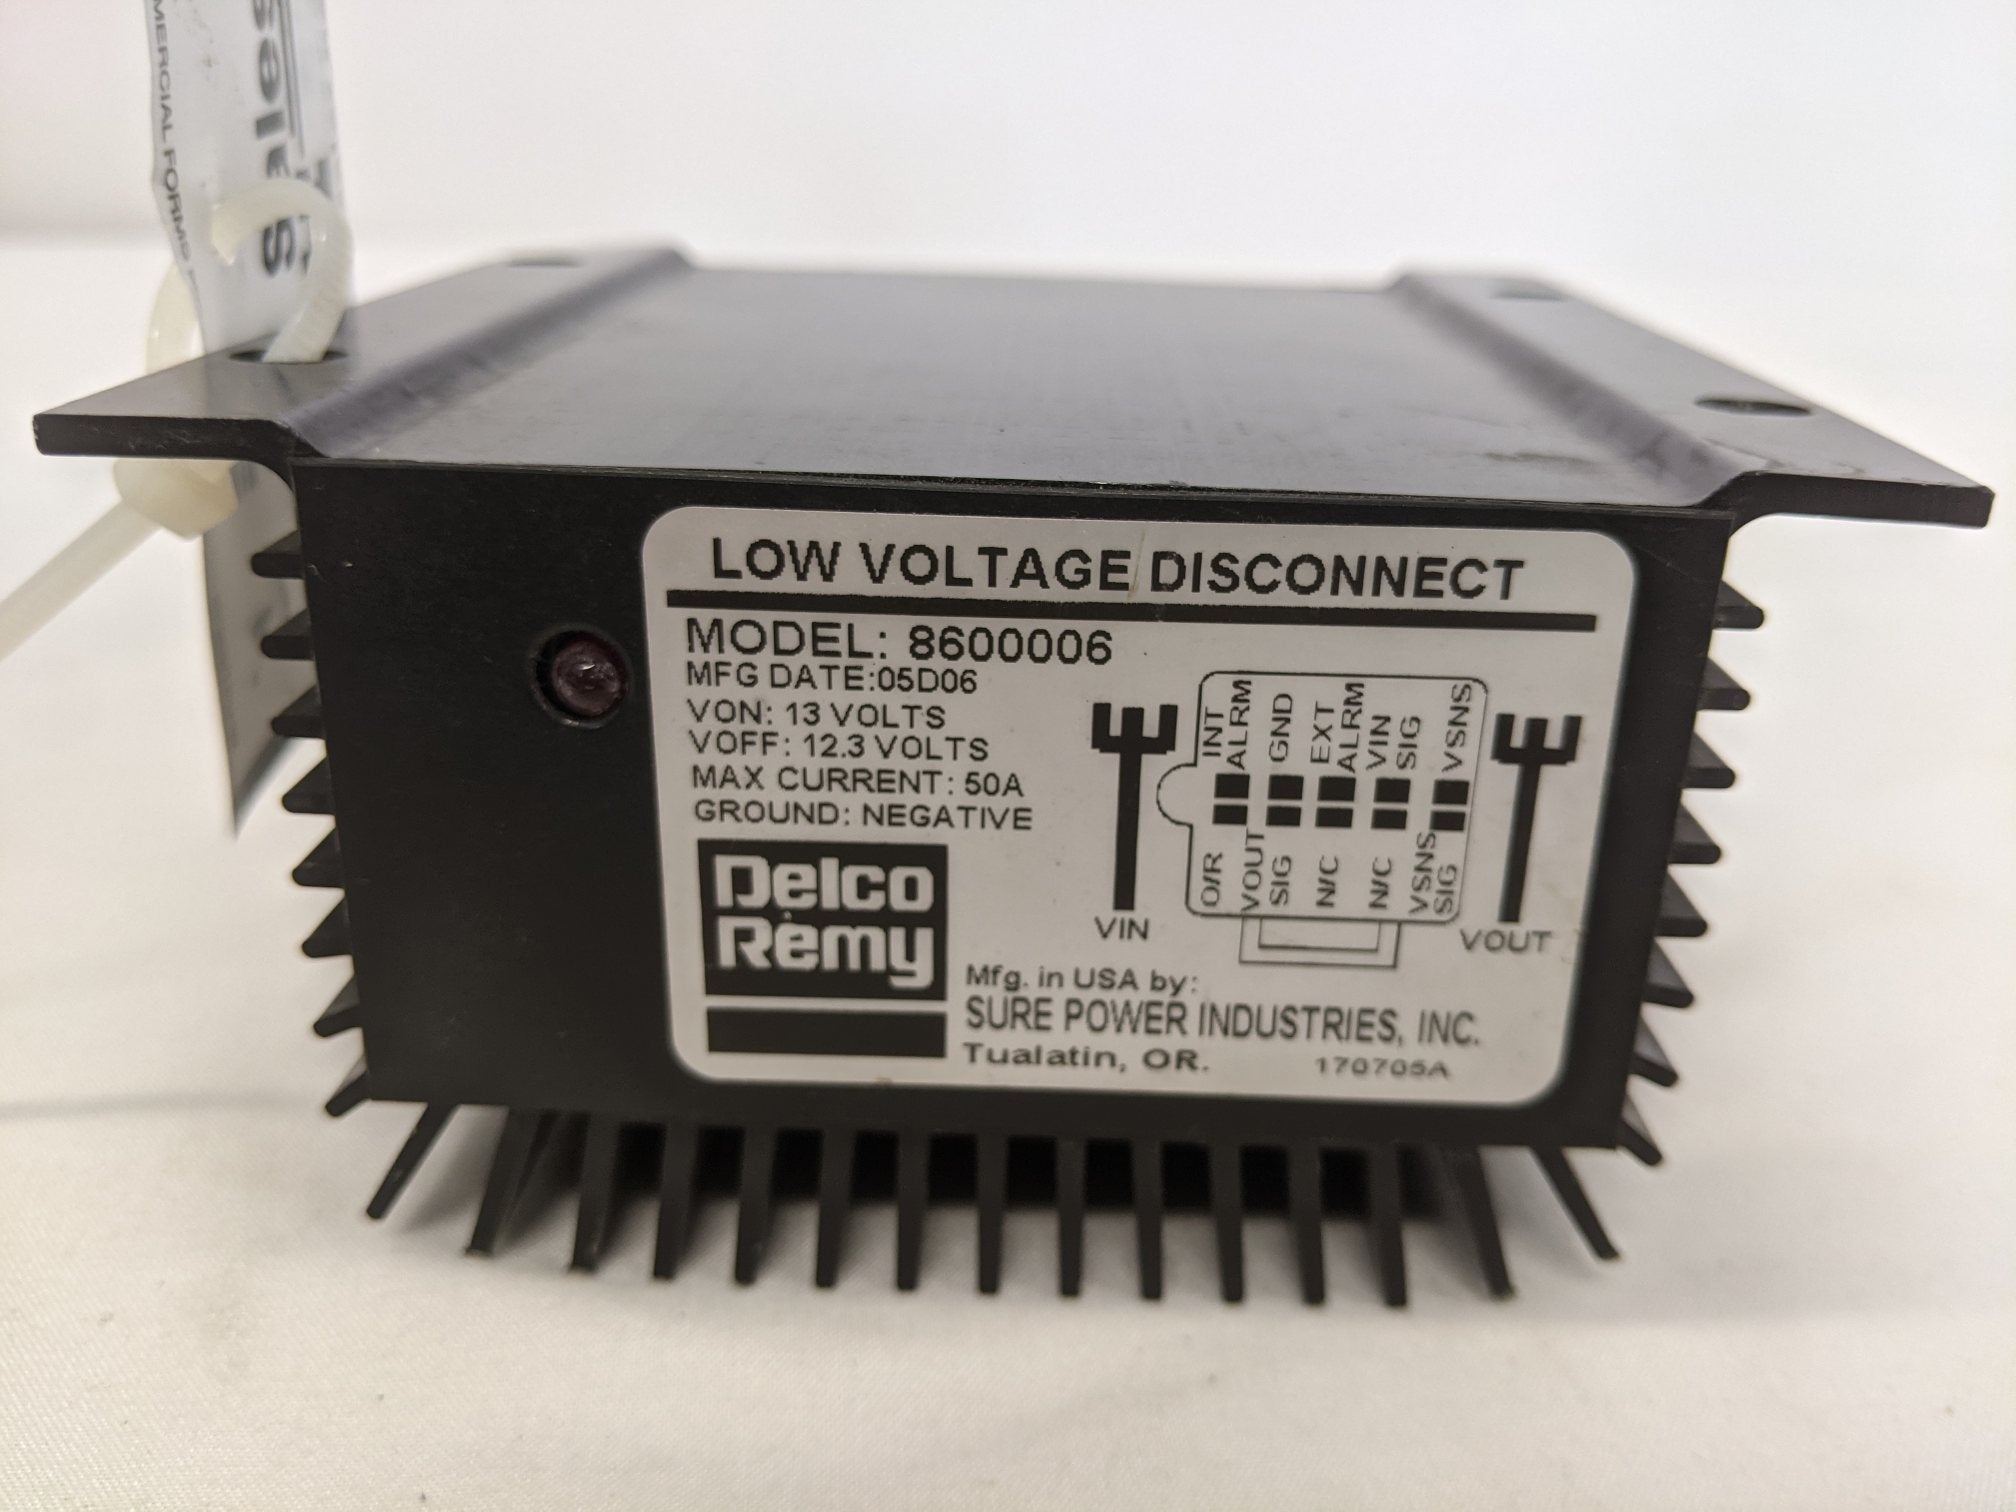 MERCIAL FORMS
LOW VOLTAGE DISCONNECT
MODEL: 8600006
MFG DATE:05D06
VON: 13 VOLTS
VOFF: 12.3 VOLTS
MAX CURRENT: 50A
GROUND: NEGATIVE
Delco
Remy
VIN
INT
ALRM
GND
EXT
ALRM
VIN
SIG
VSNS
O/R
VOUT
SIG
N/C
N/C
VSNS
SIG
VOUT
Mfg. in USA by:
SURE POWER INDUSTRIES, INC.
Tualatin, OR.
170705A